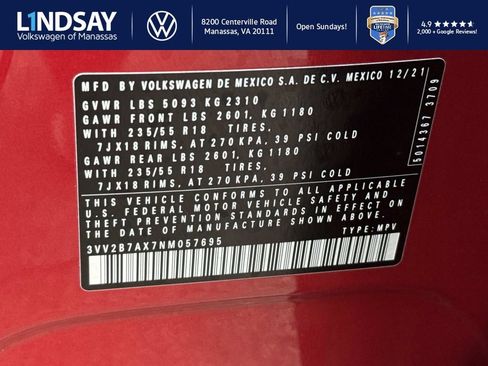 LINDSAY
Volkswagen of Manassas
8200 Centerville Road
Manassas, VA 20111
Open Sundays!
LIFETIME
4.9 ★★★★★
2,000+ Google Reviews!
MFD BY VOLKSWAGEN DE MEXICO S.A. DE C.V. MEXICO 12/21
GVWR LBS 5093 KG 2310
GAWR FRONT LBS 2601, KG 1180
WITH 235/55 R18 TIRES,
7JX18 RIMS, AT 270 KPA, 39 PSI COLD
GAWR REAR LBS 2601, KG 1180
WITH 235/55 R18 TIRES,
7JX18 RIMS, AT 270 KPA, 39 PSI COLD
THIS VEHICLE CONFORMS TO ALL APPLICABLE
U.S. FEDERAL MOTOR VEHICLE SAFETY AND
THEFT PREVENTION STANDARDS IN EFFECT ON
THE DATE OF MANUFACTURE SHOWN ABOVE.
3VV2B7AX7NM057695 TYPE: MPV
5014367 3709